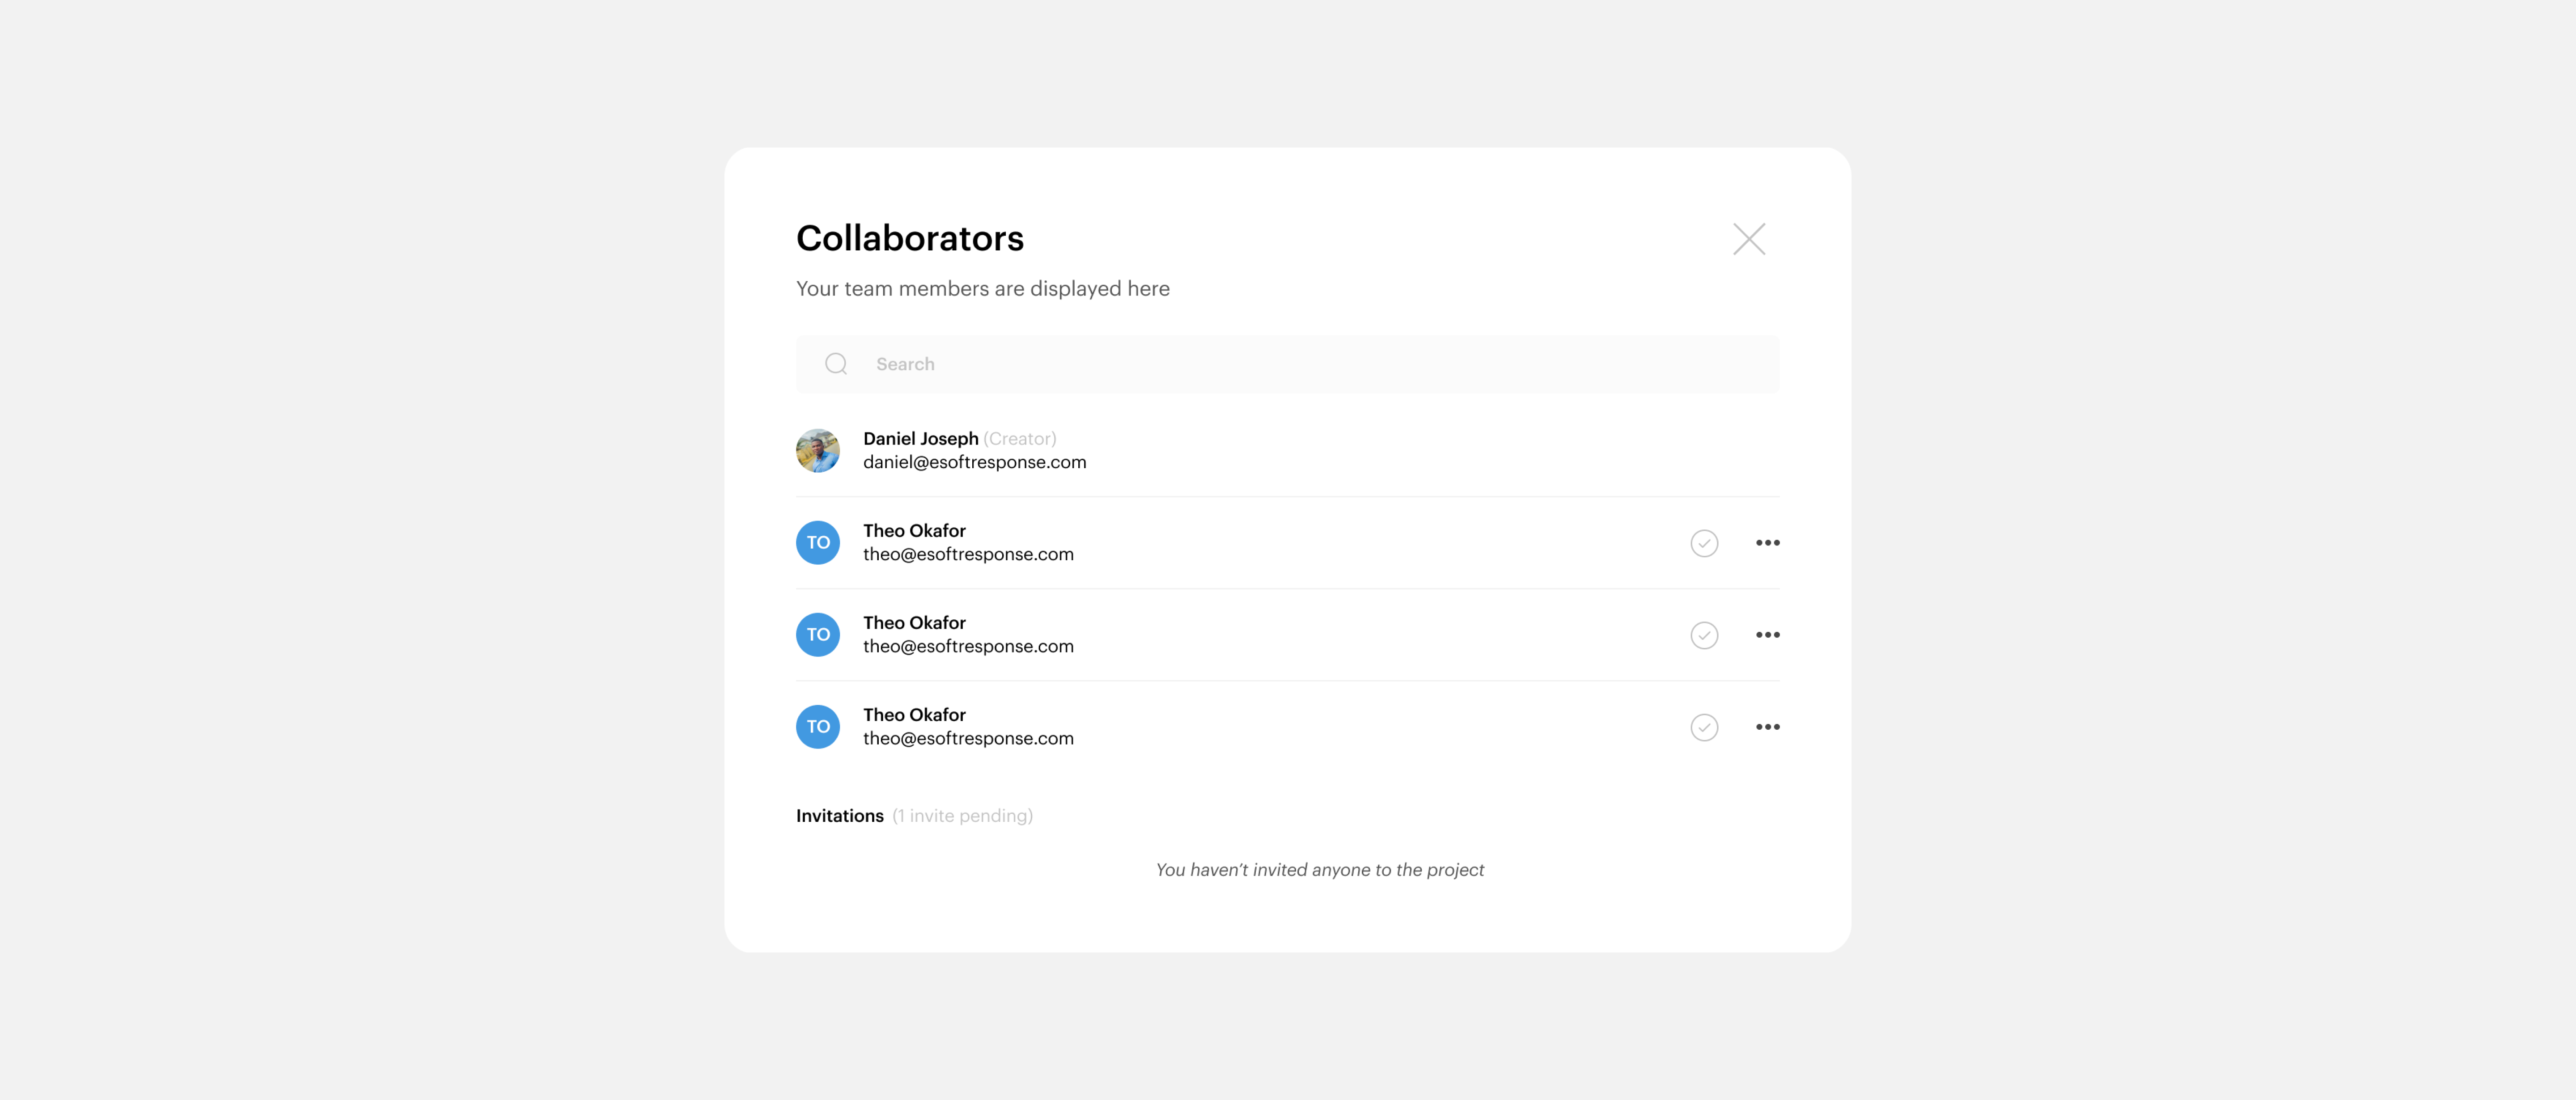 Collaborators
Your team members are displayed here
Search
Daniel Joseph (Creator)
daniel@esoftresponse.com
TO
Theo Okafor
theo@esoftresponse.com
TO
Theo Okafor
theo@esoftresponse.com
TO
Theo Okafor
theo@esoftresponse.com
Invitations (1 invite pending)
You haven’t invited anyone to the project